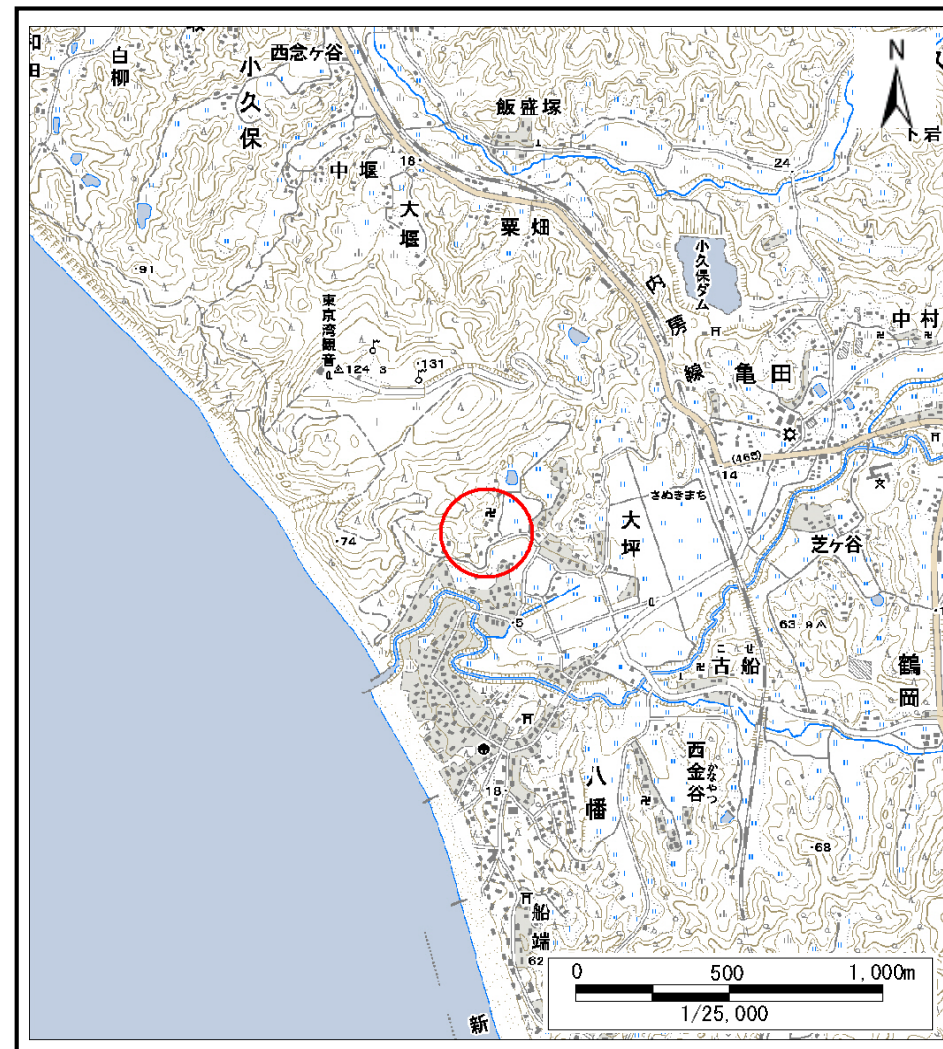 白柳
西念ヶ谷
小久保
飯盛塚
N
中堰
18
大堰
粟畑
24
小久保ダム
内房線
91
東京湾観音
124.3
131
中村
亀田
(465)
14
さぬきまち
大坪
74
芝ヶ谷
5
こせ
古船
63.9
鶴岡
西金谷
かなやつ
八幡
18
68
船端
62
新
0 500 1,000m
1/25,000